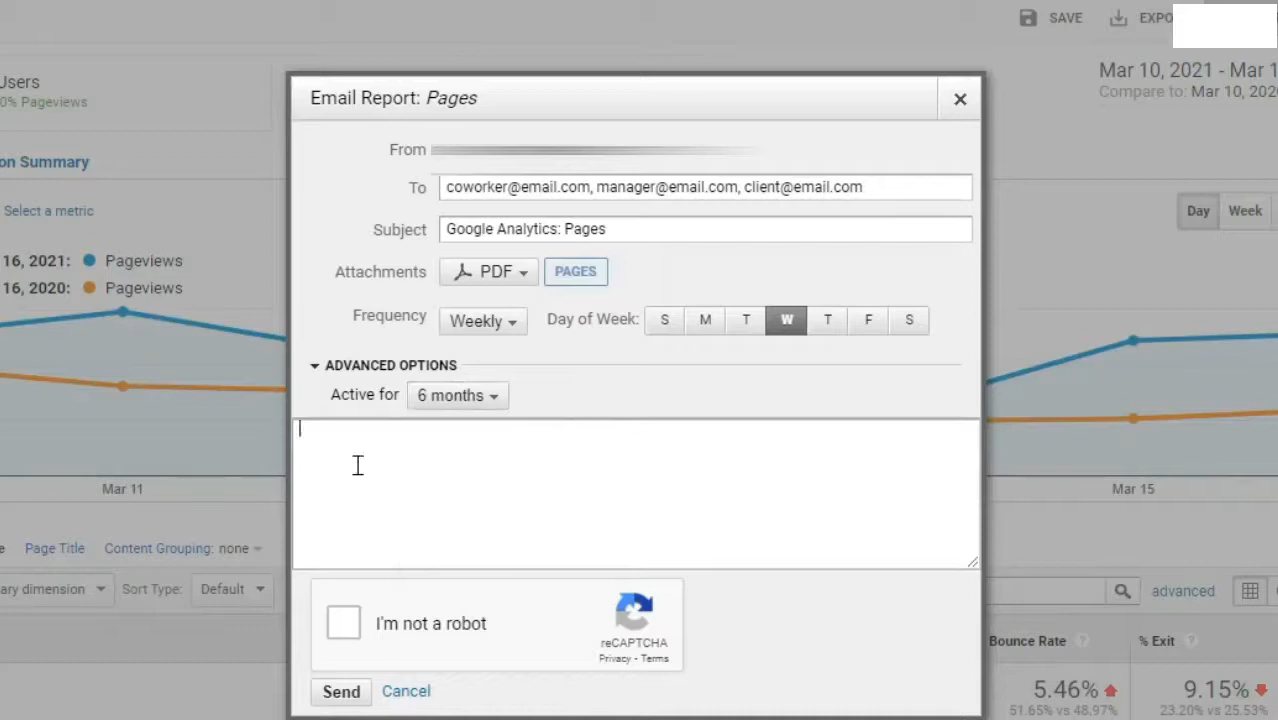 SAVE
EXPO
Users
0% Pageviews
Mar 10, 2021 - Mar 1
Compare to: Mar 10, 202
on Summary
Select a metric
Day Week
16, 2021: Pageviews
16, 2020: Pageviews
Mar 11
Mar 15
Email Report: Pages
From
To coworker@email.com, manager@email.com, client@email.com
Subject Google Analytics: Pages
Attachments PDF PAGES
Frequency Weekly Day of Week: S M T W T F S
ADVANCED OPTIONS
Active for 6 months
I'm not a robot
reCAPTCHA
Privacy - Terms
Send Cancel
e Page Title Content Grouping: none
ary dimension Sort Type: Default
advanced
Bounce Rate ? % Exit ?
5.46% 9.15%
51.65% vs 48.97% 23.20% vs 25.53%